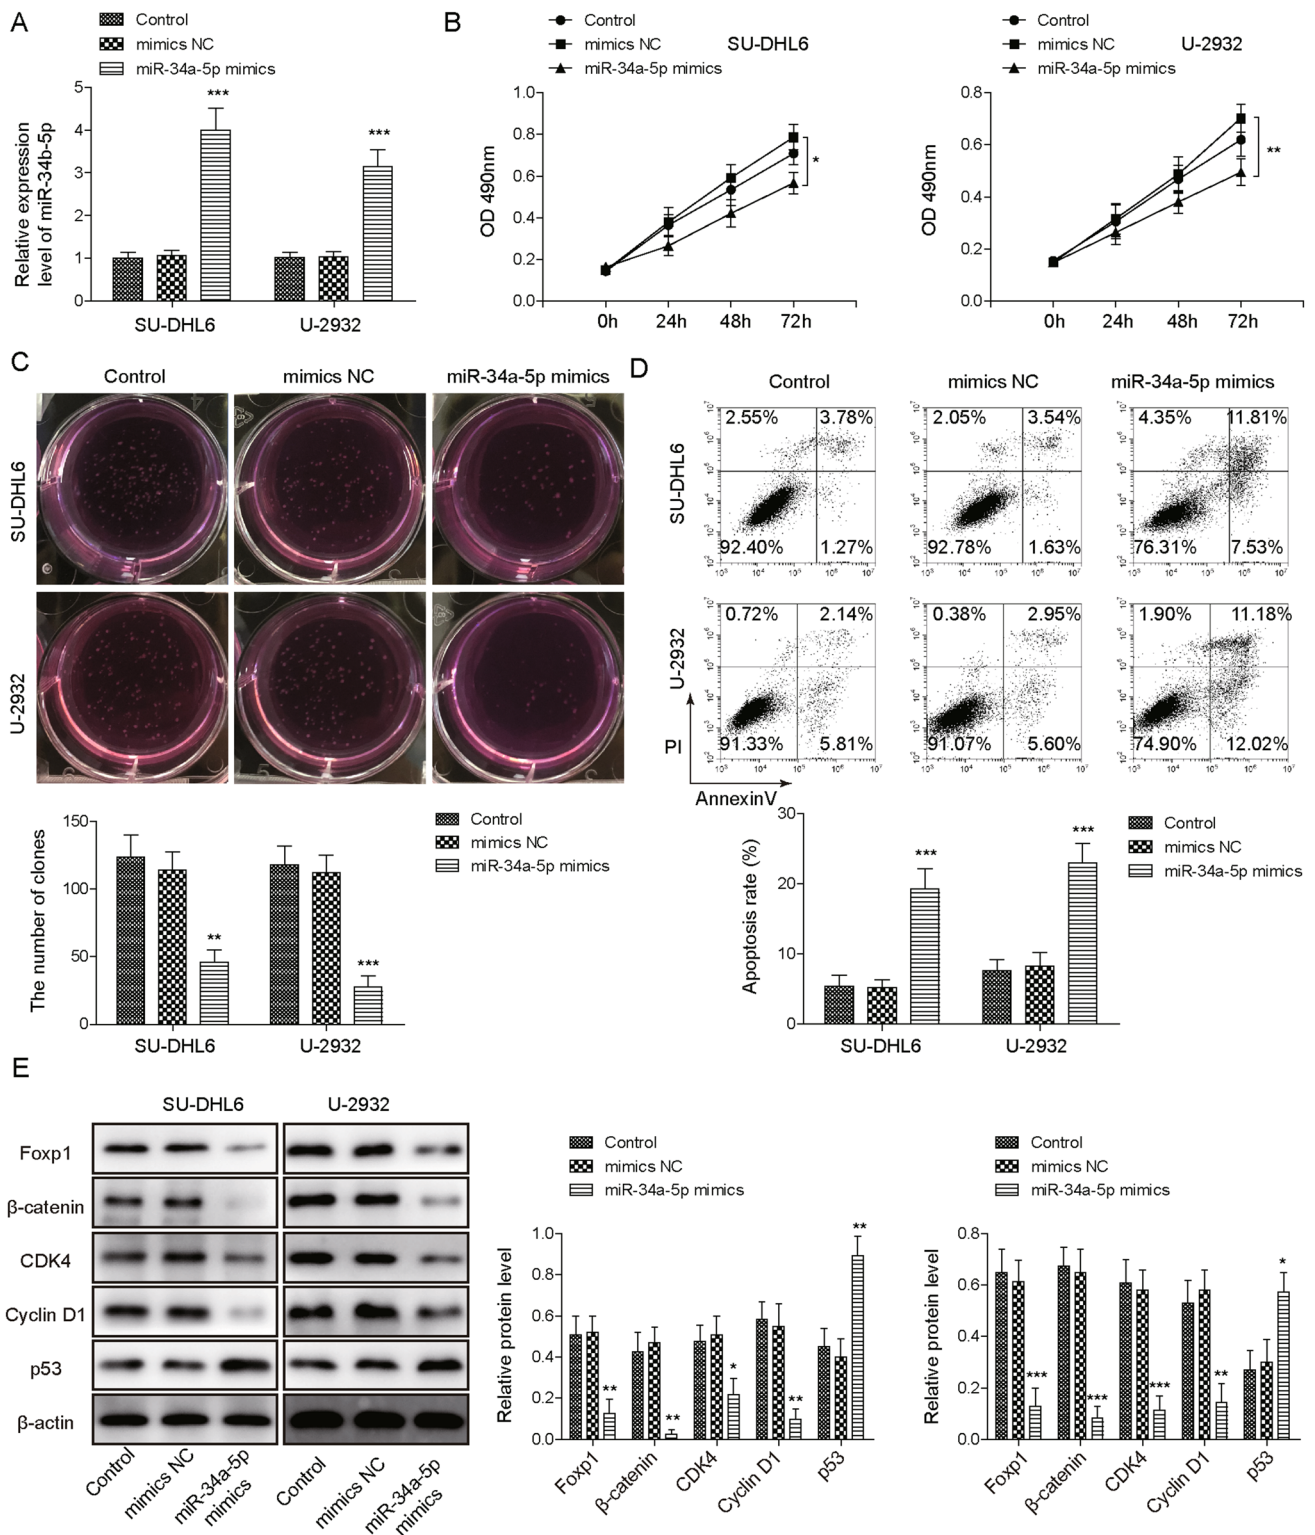 A
Control
mimics NC
miR-34a-5p mimics
Relative expression
level of miR-34b-5p
5
4
3
2
1
0
***
***
SU-DHL6
U-2932
B
Control
mimics NC
miR-34a-5p mimics
SU-DHL6
OD 490nm
1.0
0.8
0.6
0.4
0.2
0.0
*
0h 24h 48h 72h
Control
mimics NC
miR-34a-5p mimics
U-2932
OD 490nm
0.8
0.6
0.4
0.2
0.0
**
0h 24h 48h 72h
C
Control mimics NC miR-34a-5p mimics
SU-DHL6
U-2932
The number of clones
150
100
50
0
**
***
SU-DHL6 U-2932
Control
mimics NC
miR-34a-5p mimics
D
Control mimics NC miR-34a-5p mimics
SU-DHL6
2.55% 3.78%
92.40% 1.27%
2.05% 3.54%
92.78% 1.63%
4.35% 11.81%
76.31% 7.53%
U-2932
0.72% 2.14%
91.33% 5.81%
0.38% 2.95%
91.07% 5.60%
1.90% 11.18%
74.90% 12.02%
PI
AnnexinV
Apoptosis rate (%)
30
20
10
0
***
***
SU-DHL6 U-2932
Control
mimics NC
miR-34a-5p mimics
E
SU-DHL6 U-2932
Foxp1
β-catenin
CDK4
Cyclin D1
p53
β-actin
Control
mimics NC
miR-34a-5p
mimics
Control
mimics NC
miR-34a-5p
mimics
Control
mimics NC
miR-34a-5p mimics
Relative protein level
1.0
0.8
0.6
0.4
0.2
0.0
** ** * ** **
Foxp1 β-catenin CDK4 Cyclin D1 p53
Control
mimics NC
miR-34a-5p mimics
Relative protein level
0.8
0.6
0.4
0.2
0.0
*** *** *** ** *
Foxp1 β-catenin CDK4 Cyclin D1 p53